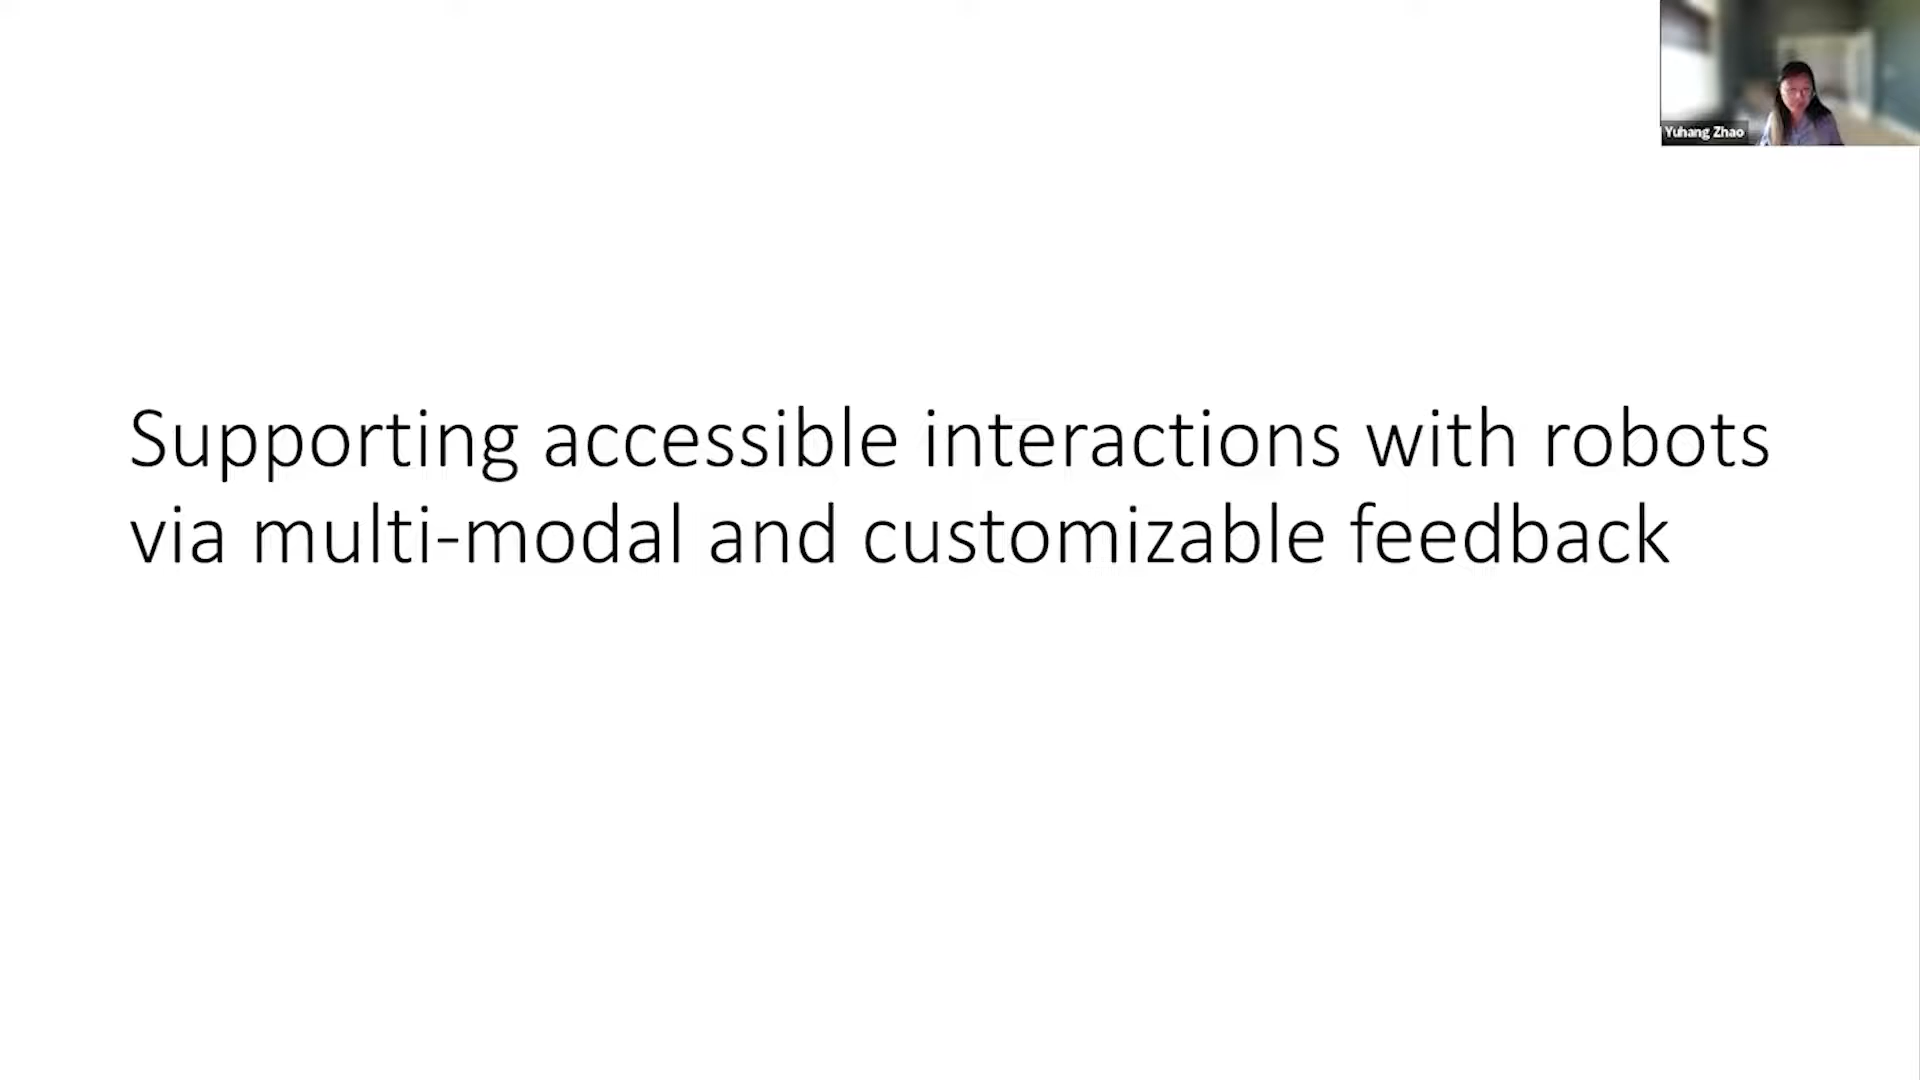 Yuhang Zhao
Supporting accessible interactions with robots
via multi-modal and customizable feedback